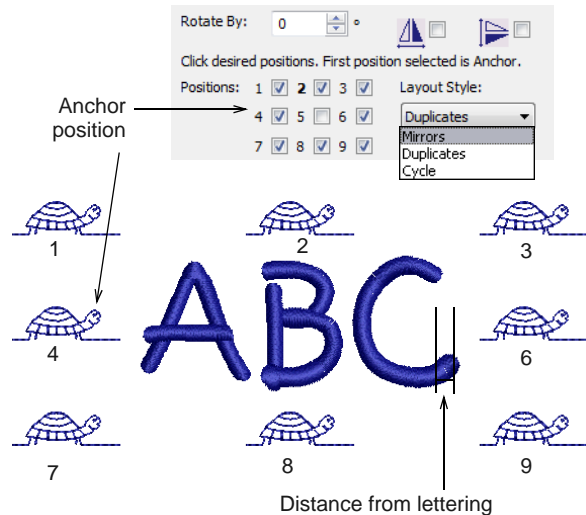 Rotate By: 0 °
Click desired positions. First position selected is Anchor.
Positions: 1 2 3 Layout Style:
4 5 6 Duplicates
7 8 9 Mirrors
Duplicates
Cycle
Anchor
position
1 2 3
ABC
4 6
7 8 9
Distance from lettering